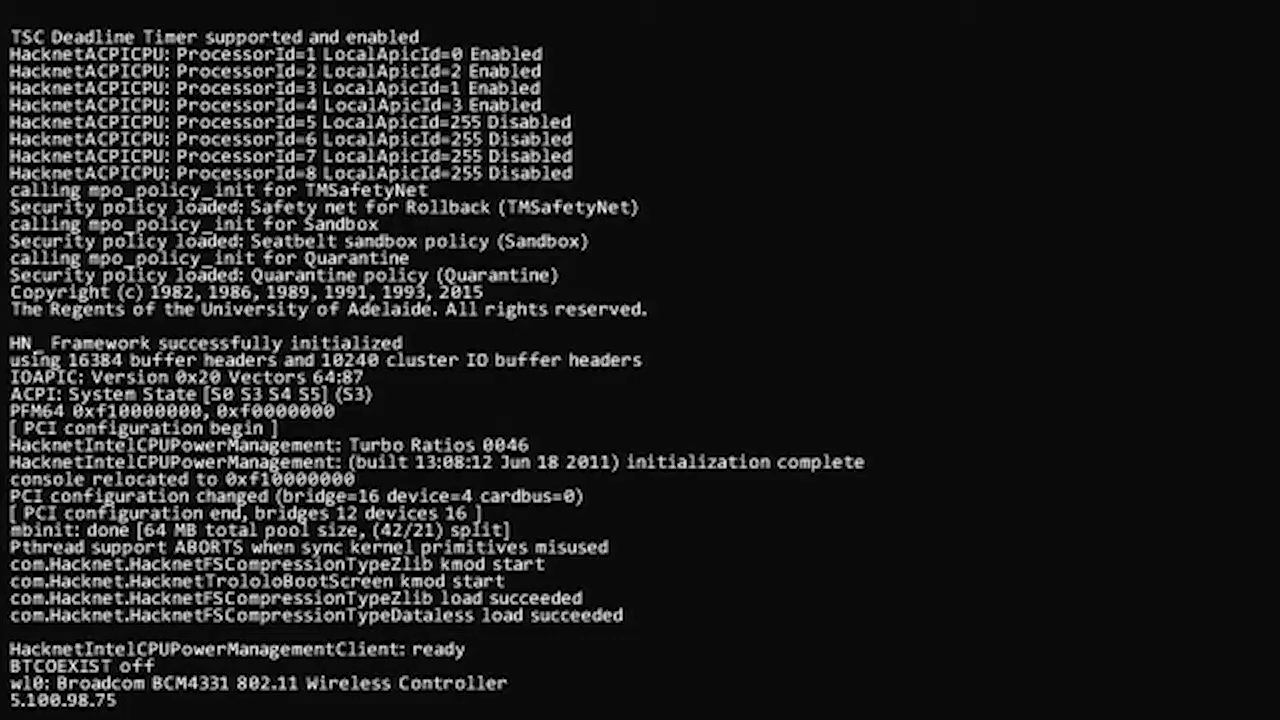 TSC Deadline Timer supported and enabled
HacknetACPICPU: ProcessorId=1 LocalApicId=0 Enabled
HacknetACPICPU: ProcessorId=2 LocalApicId=2 Enabled
HacknetACPICPU: ProcessorId=3 LocalApicId=1 Enabled
HacknetACPICPU: ProcessorId=4 LocalApicId=3 Enabled
HacknetACPICPU: ProcessorId=5 LocalApicId=255 Disabled
HacknetACPICPU: ProcessorId=6 LocalApicId=255 Disabled
HacknetACPICPU: ProcessorId=7 LocalApicId=255 Disabled
HacknetACPICPU: ProcessorId=8 LocalApicId=255 Disabled
calling mpo_policy_init for TMSafetyNet
Security policy loaded: Safety net for Rollback (TMSafetyNet)
calling mpo_policy_init for Sandbox
Security policy loaded: Seatbelt sandbox policy (Sandbox)
calling mpo_policy_init for Quarantine
Security policy loaded: Quarantine policy (Quarantine)
Copyright (c) 1982, 1986, 1989, 1991, 1993, 2015
The Regents of the University of Adelaide. All rights reserved.
HN_ Framework successfully initialized
using 16384 buffer headers and 10240 cluster IO buffer headers
IOAPIC: Version 0x20 Vectors 64:87
ACPI: System State [S0 S3 S4 S5] (S3)
PFM64 0xf10000000, 0xf0000000
[ PCI configuration begin ]
HacknetIntelCPUPowerManagement: Turbo Ratios 0046
HacknetIntelCPUPowerManagement: (built 13:08:12 Jun 18 2011) initialization complete
console relocated to 0xf10000000
PCI configuration changed (bridge=16 device=4 cardbus=0)
[ PCI configuration end, bridges 12 devices 16 ]
mbinit: done [64 MB total pool size, (42/21) split]
Pthread support ABORTS when sync kernel primitives misused
com.Hacknet.HacknetFSCompressionTypeZlib kmod start
com.Hacknet.HacknetTrololoBootScreen kmod start
com.Hacknet.HacknetFSCompressionTypeZlib load succeeded
com.Hacknet.HacknetFSCompressionTypeDataless load succeeded
HacknetIntelCPUPowerManagementClient: ready
BTCOEXIST off
wl0: Broadcom BCM4331 802.11 Wireless Controller
5.100.98.75